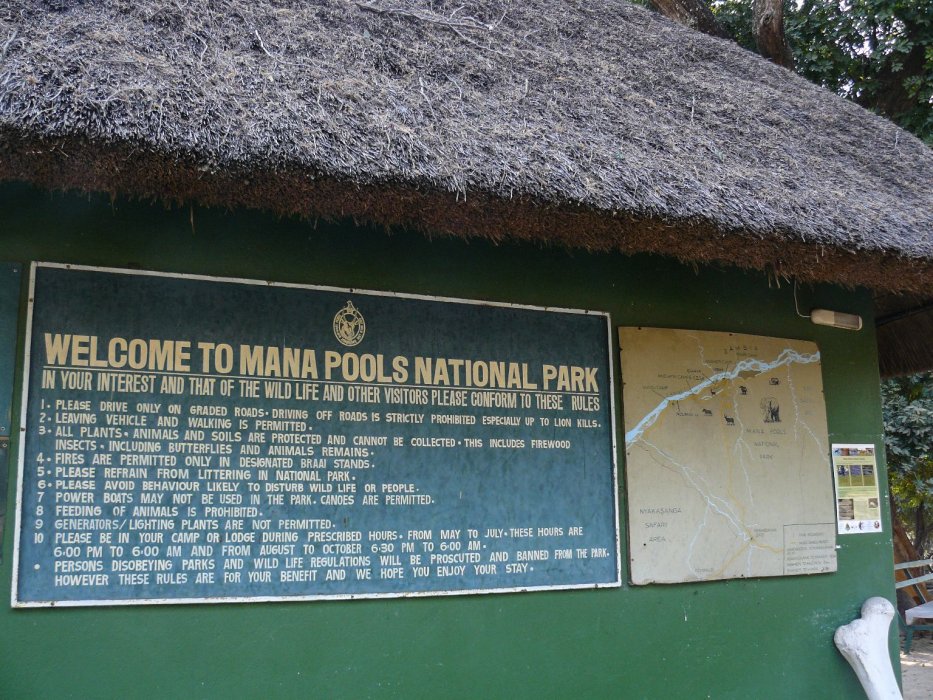 WELCOME TO MANA POOLS NATIONAL PARK
IN YOUR INTEREST AND THAT OF THE WILD LIFE AND OTHER VISITORS PLEASE CONFORM TO THESE RULES
1 • PLEASE DRIVE ONLY ON GRADED ROADS • DRIVING OFF ROADS IS STRICTLY PROHIBITED ESPECIALLY UP TO LION KILLS.
2 • LEAVING VEHICLE AND WALKING IS PERMITTED •
3 • ALL PLANTS • ANIMALS AND SOILS ARE PROTECTED AND CANNOT BE COLLECTED • THIS INCLUDES FIREWOOD
INSECTS • INCLUDING BUTTERFLIES AND ANIMALS REMAINS •
4 • FIRES ARE PERMITTED ONLY IN DESIGNATED BRAAI STANDS •
5 • PLEASE REFRAIN FROM LITTERING IN NATIONAL PARK •
6 • PLEASE AVOID BEHAVIOUR LIKELY TO DISTURB WILD LIFE OR PEOPLE •
7 POWER BOATS MAY NOT BE USED IN THE PARK • CANOES ARE PERMITTED •
8 FEEDING OF ANIMALS IS PROHIBITED •
9 GENERATORS/LIGHTING PLANTS ARE NOT PERMITTED •
10 PLEASE BE IN YOUR CAMP OR LODGE DURING PRESCRIBED HOURS • FROM MAY TO JULY • THESE HOURS ARE
6•00 PM TO 6•00 AM AND FROM AUGUST TO OCTOBER 6•30 PM TO 6•00 AM •
• PERSONS DISOBEYING PARKS AND WILD LIFE REGULATIONS WILL BE PROSCUTED AND BANNED FROM THE PARK.
HOWEVER THESE RULES ARE FOR YOUR BENEFIT AND WE HOPE YOU ENJOY YOUR STAY •
ZAMBIA
MANA POOLS
NATIONAL
PARK
NYAKASANGA
SAFARI
AREA